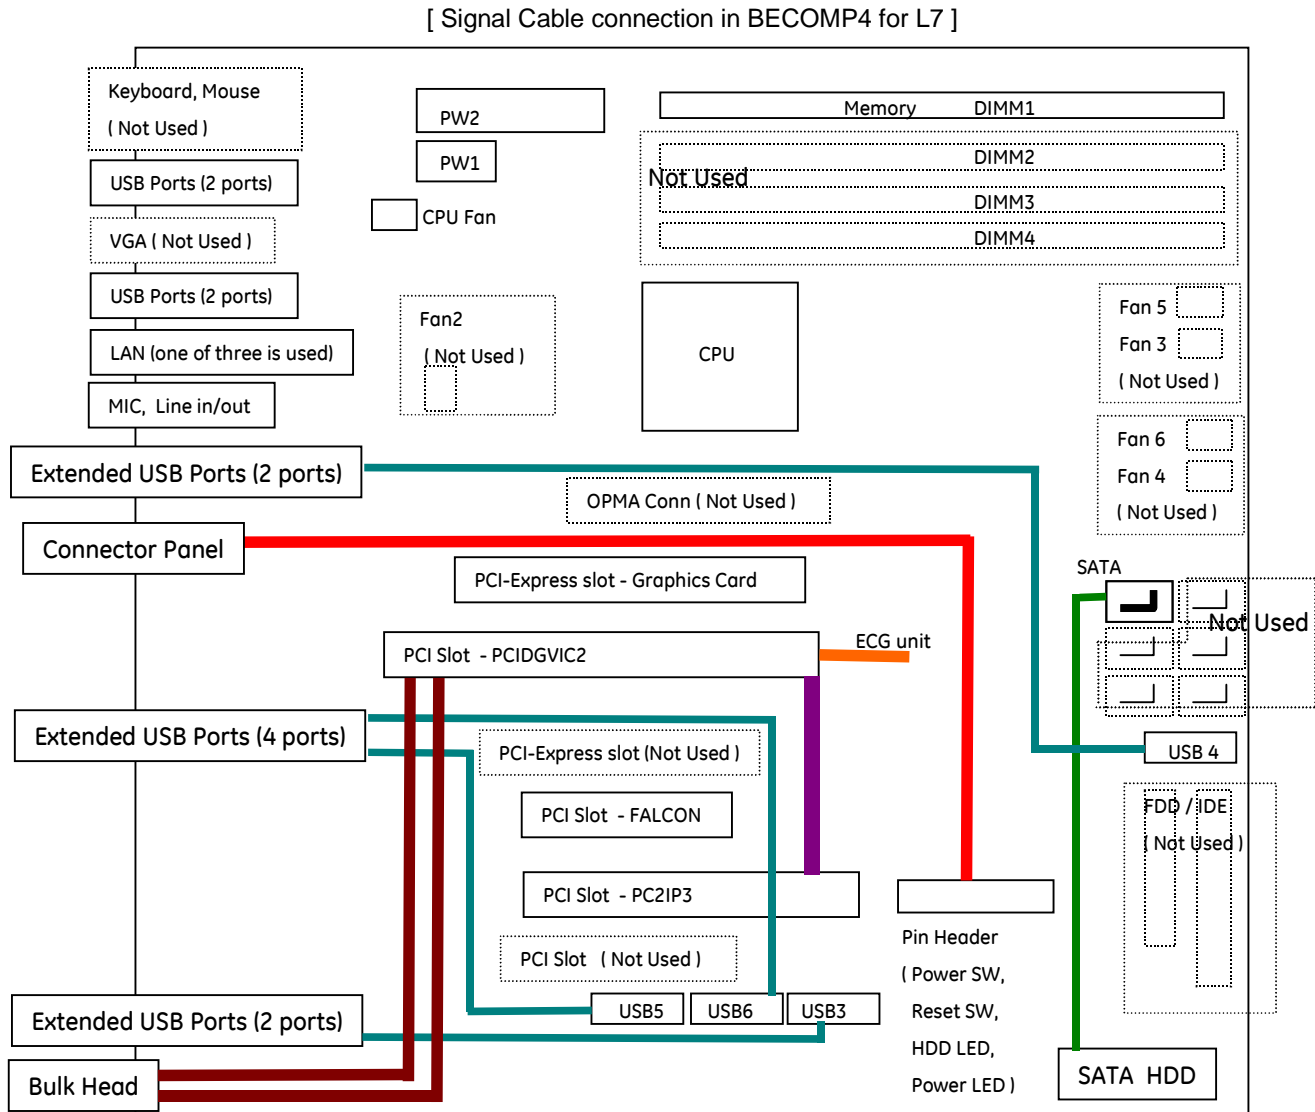 [ Signal Cable connection in BECOMP4 for L7 ]
Keyboard, Mouse
( Not Used )
USB Ports (2 ports)
VGA ( Not Used )
USB Ports (2 ports)
LAN (one of three is used)
MIC, Line in/out
Extended USB Ports (2 ports)
Connector Panel
Extended USB Ports (4 ports)
Extended USB Ports (2 ports)
Bulk Head
PW2
PW1
CPU Fan
Fan2
( Not Used )
Memory DIMM1
DIMM2
Not Used
DIMM3
DIMM4
CPU
Fan 5
Fan 3
( Not Used )
Fan 6
Fan 4
( Not Used )
OPMA Conn ( Not Used )
PCI-Express slot - Graphics Card
PCI Slot - PCIDGVIC2
ECG unit
PCI-Express slot (Not Used )
PCI Slot - FALCON
PCI Slot - PC2IP3
PCI Slot ( Not Used )
USB5
USB6
USB3
Pin Header
( Power SW,
Reset SW,
HDD LED,
Power LED )
SATA
Not Used
USB 4
FDD / IDE
( Not Used )
SATA HDD